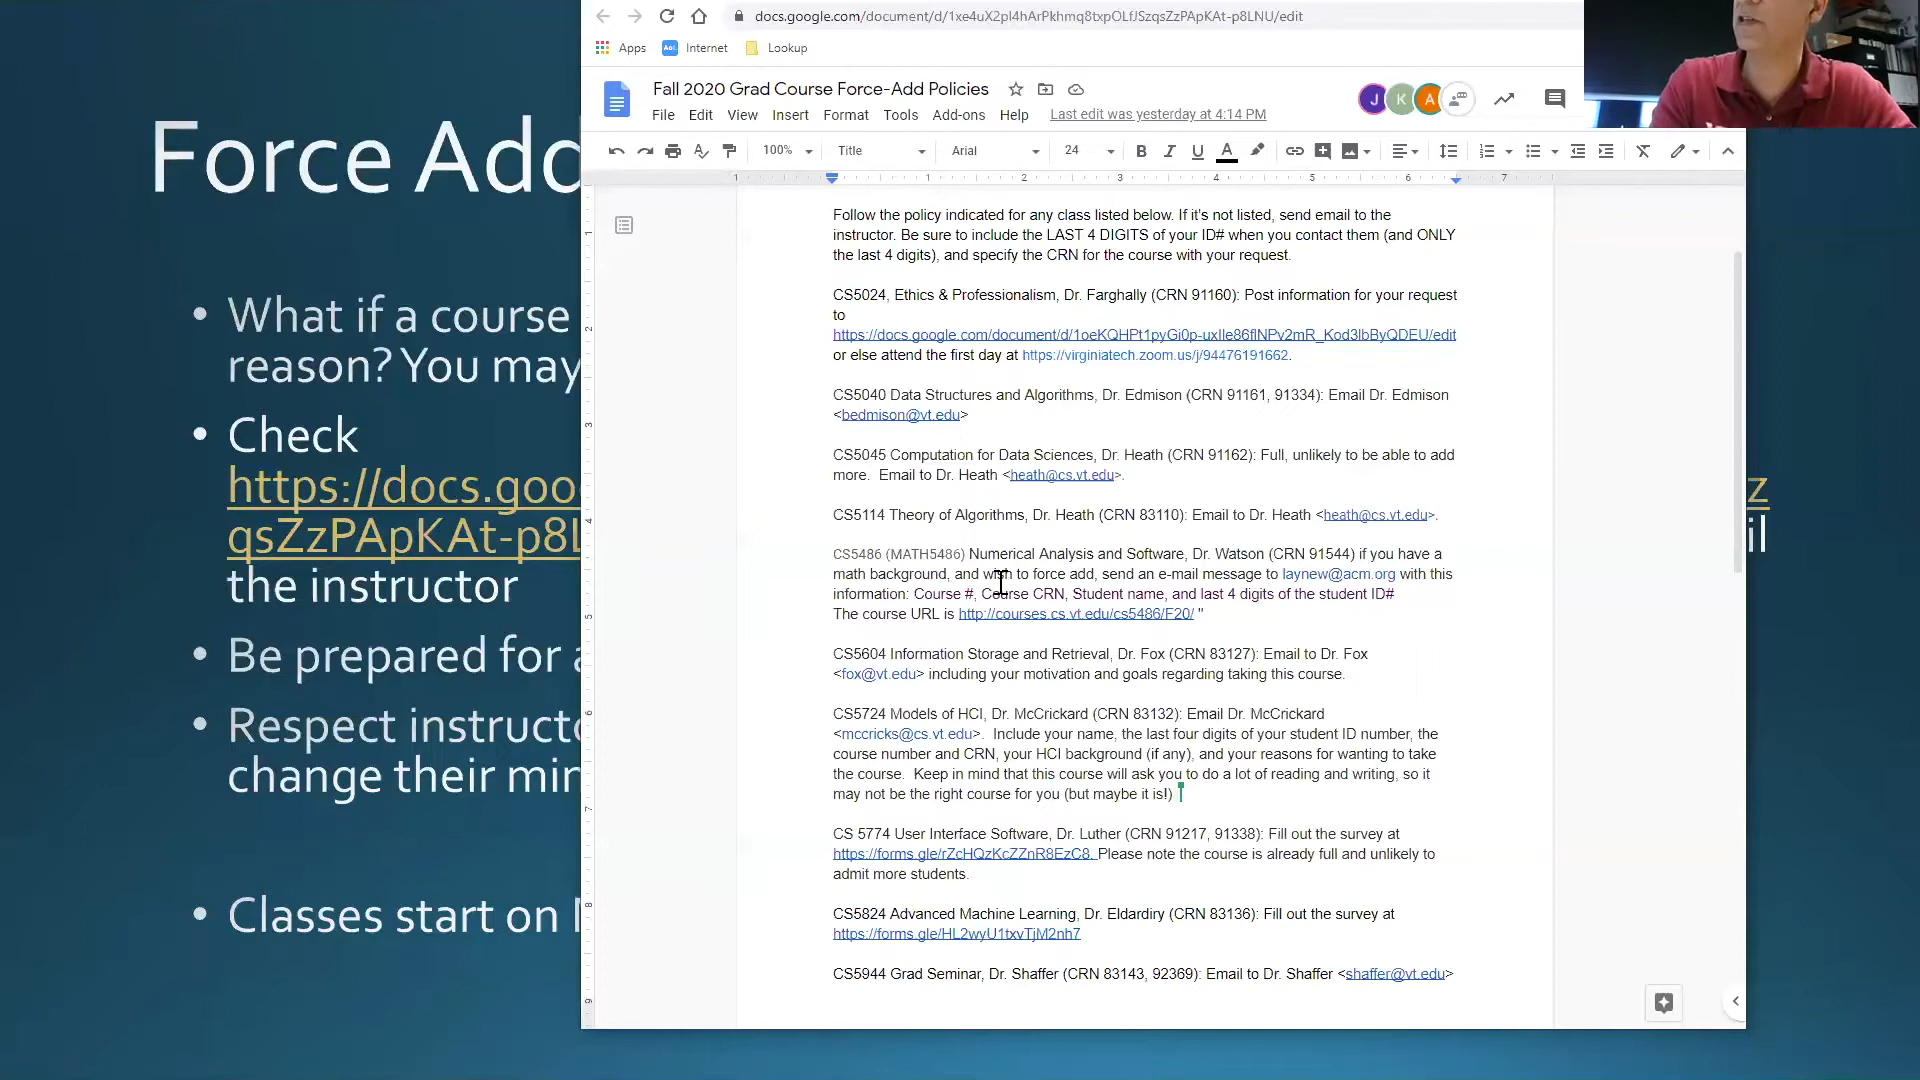 docs.google.com/document/d/1xe4uX2pl4hArPkhmq8txpOLfJSzqsZzPApKAt-p8LNU/edit
Apps Internet Lookup
Fall 2020 Grad Course Force-Add Policies
J K A
File Edit View Insert Format Tools Add-ons Help Last edit was yesterday at 4:14 PM
100% Title Arial 24 B I U A
1 1 2 3 4 5 6 7
Force Add
What if a course
reason? You may
Check
https://docs.goo
qsZzPApKAt-p8L
z
il
the instructor
Be prepared for a
Respect instructo
change their min
Classes start on
1
2
3
4
5
6
7
8
9
Follow the policy indicated for any class listed below. If it's not listed, send email to the
instructor. Be sure to include the LAST 4 DIGITS of your ID# when you contact them (and ONLY
the last 4 digits), and specify the CRN for the course with your request.
CS5024, Ethics & Professionalism, Dr. Farghally (CRN 91160): Post information for your request
to
https://docs.google.com/document/d/1oeKQHPt1pyGi0p-uxIle86flNPv2mR_Kod3lbByQDEU/edit
or else attend the first day at https://virginiatech.zoom.us/j/94476191662.
CS5040 Data Structures and Algorithms, Dr. Edmison (CRN 91161, 91334): Email Dr. Edmison
<bedmison@vt.edu>
CS5045 Computation for Data Sciences, Dr. Heath (CRN 91162): Full, unlikely to be able to add
more. Email to Dr. Heath <heath@cs.vt.edu>.
CS5114 Theory of Algorithms, Dr. Heath (CRN 83110): Email to Dr. Heath <heath@cs.vt.edu>.
CS5486 (MATH5486) Numerical Analysis and Software, Dr. Watson (CRN 91544) if you have a
math background, and wish to force add, send an e-mail message to laynew@acm.org with this
information: Course #, Course CRN, Student name, and last 4 digits of the student ID#
The course URL is http://courses.cs.vt.edu/cs5486/F20/ "
CS5604 Information Storage and Retrieval, Dr. Fox (CRN 83127): Email to Dr. Fox
<fox@vt.edu> including your motivation and goals regarding taking this course.
CS5724 Models of HCI, Dr. McCrickard (CRN 83132): Email Dr. McCrickard
<mccricks@cs.vt.edu>. Include your name, the last four digits of your student ID number, the
course number and CRN, your HCI background (if any), and your reasons for wanting to take
the course. Keep in mind that this course will ask you to do a lot of reading and writing, so it
may not be the right course for you (but maybe it is!)
CS 5774 User Interface Software, Dr. Luther (CRN 91217, 91338): Fill out the survey at
https://forms.gle/rZcHQzKcZZnR8EzC8. Please note the course is already full and unlikely to
admit more students.
CS5824 Advanced Machine Learning, Dr. Eldardiry (CRN 83136): Fill out the survey at
https://forms.gle/HL2wyU1txvTjM2nh7
CS5944 Grad Seminar, Dr. Shaffer (CRN 83143, 92369): Email to Dr. Shaffer <shaffer@vt.edu>